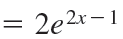 = 2e^{2x – 1}